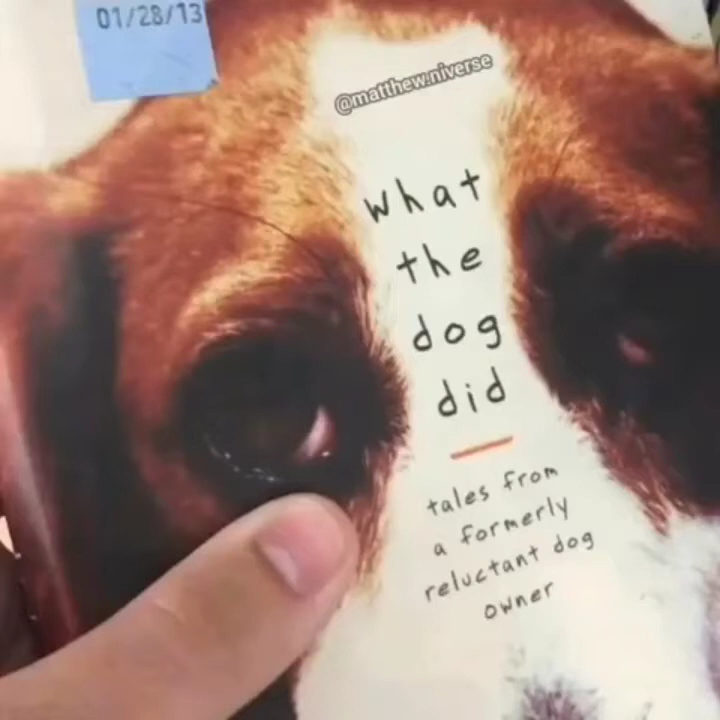 01/28/13
@matthew.niverse
what
the
dog
did
tales from
a formerly
reluctant dog
owner